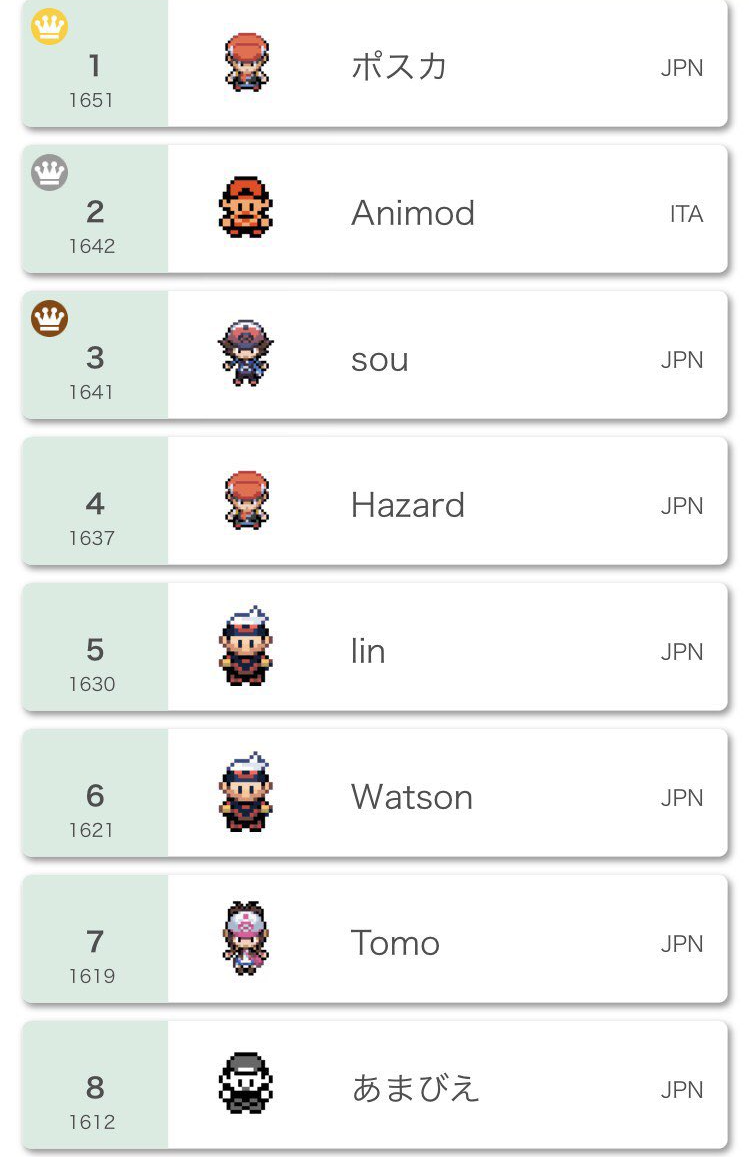 1
1651
ポスカ
JPN
2
1642
Animod
ITA
3
1641
sou
JPN
4
1637
Hazard
JPN
5
1630
lin
JPN
6
1621
Watson
JPN
7
1619
Tomo
JPN
8
1612
あまびえ
JPN